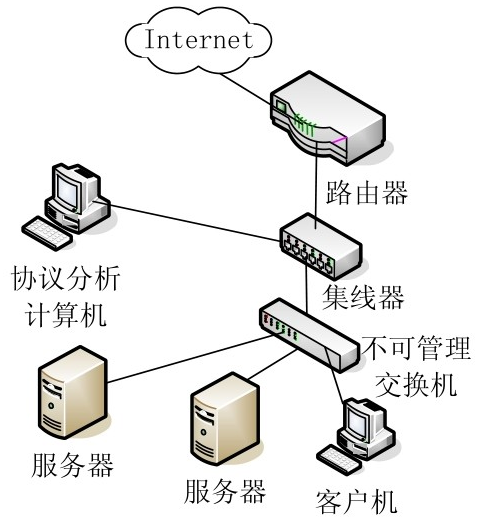 Internet
路由器
协议分析
计算机
集线器
不可管理
交换机
服务器
服务器
客户机